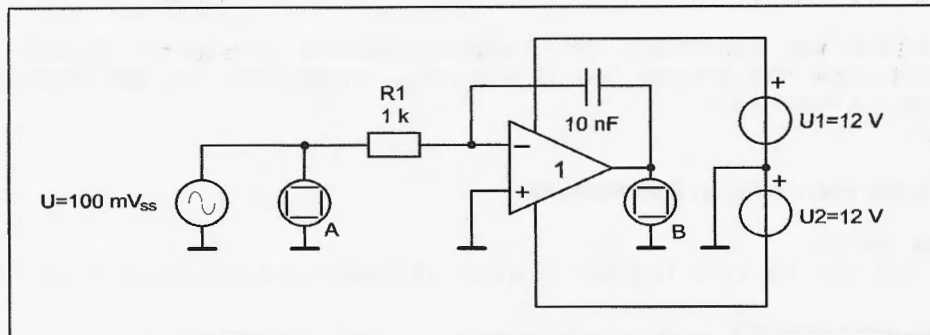 R1
1 k
10 nF
+
U1=12 V
−
1
+
+
U=100 mVss
A
B
U2=12 V